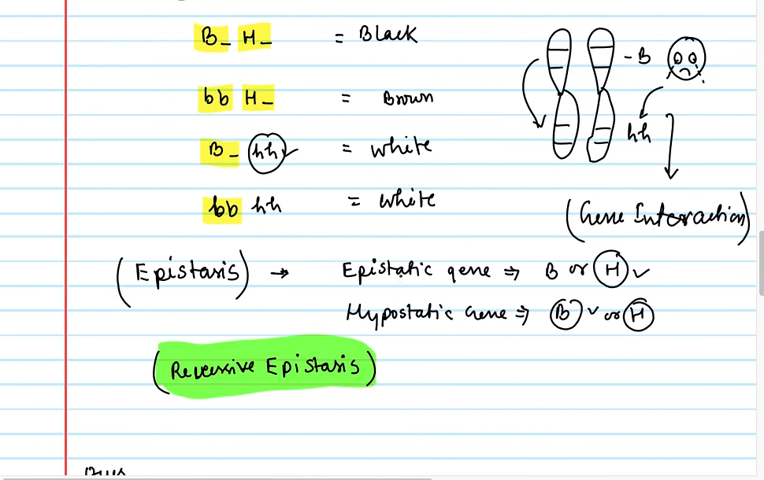 B_ H_ = Black
bb H_ = Brown
B_ hh = white
bb hh = white
- B
hh
(Gene Interaction)
(Epistasis) → Epistatic gene ⇒ B or H ✓
Hypostatic Gene ⇒ B ✓ or H
(Reverssive Epistasis)